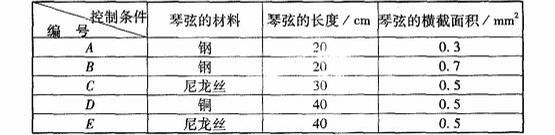 控制条件
编 号
琴弦的材料 琴弦的长度/cm 琴弦的横截面积/mm²
A 钢 20 0.3
B 钢 20 0.7
C 尼龙丝 30 0.5
D 铜 40 0.5
E 尼龙丝 40 0.5